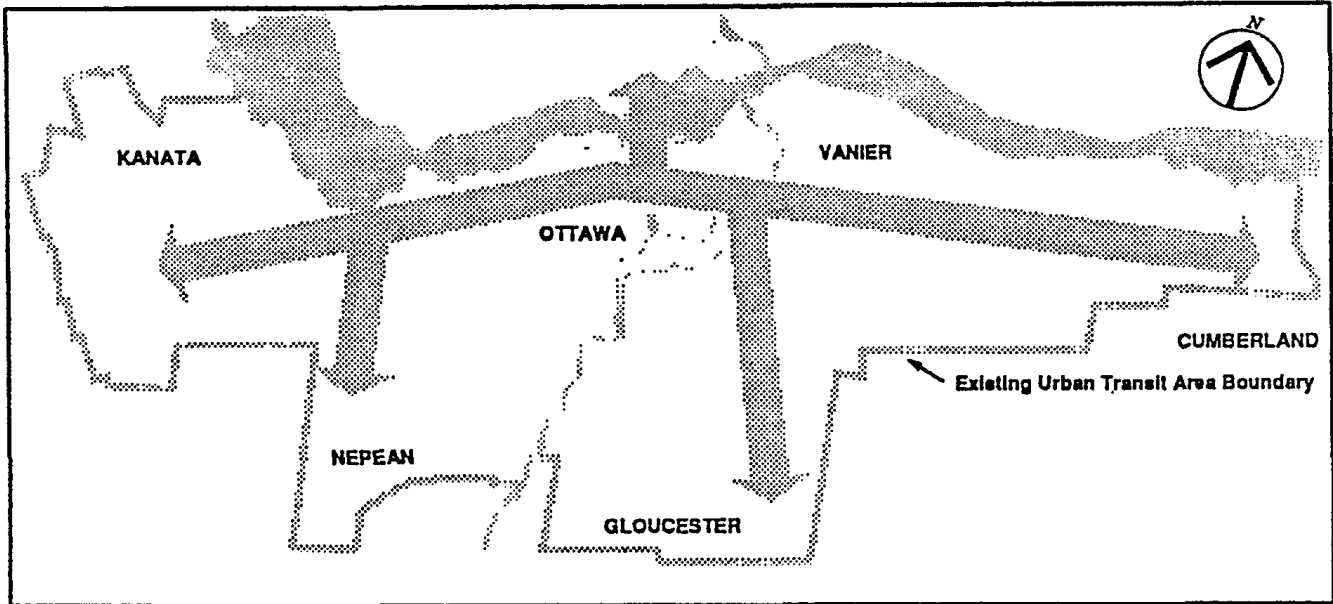 N
KANATA
VANIER
OTTAWA
CUMBERLAND
Existing Urban Transit Area Boundary
NEPEAN
GLOUCESTER